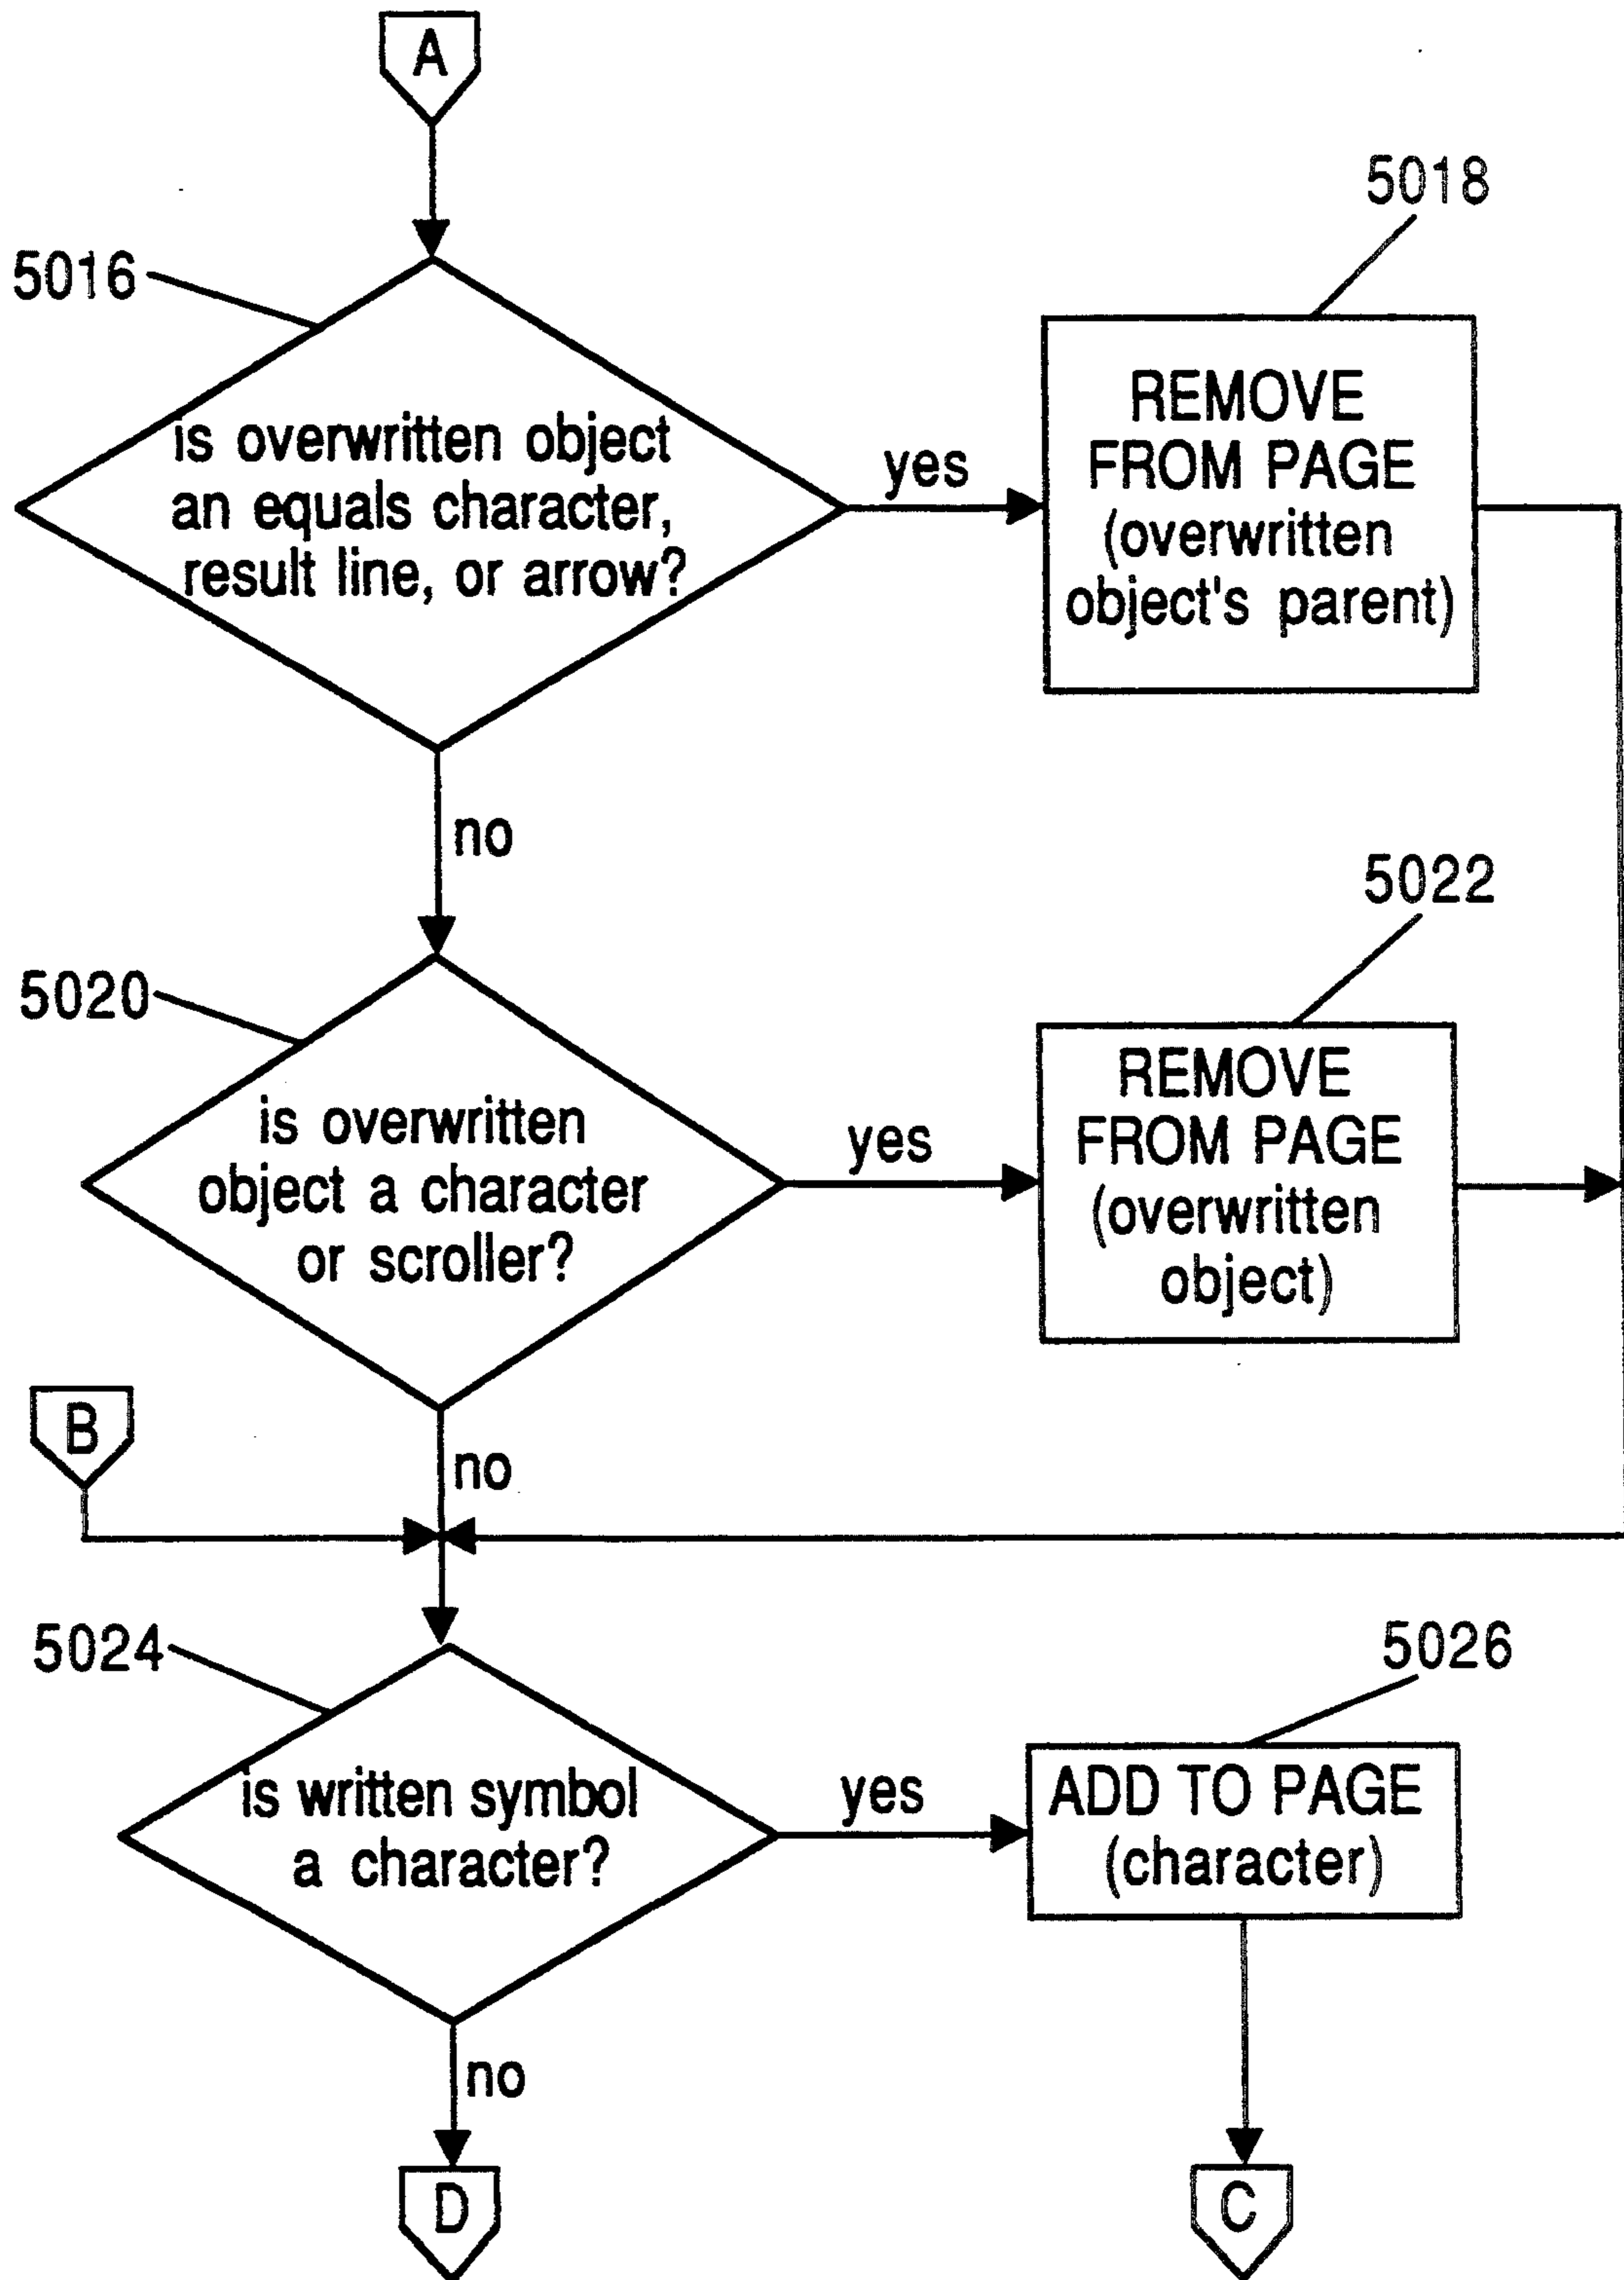 A
5018
5016
is overwritten object
an equals character,
result line, or arrow?
yes
REMOVE
FROM PAGE
(overwritten
object's parent)
no
5022
5020
is overwritten
object a character
or scroller?
yes
REMOVE
FROM PAGE
(overwritten
object)
B
no
5024
5026
is written symbol
a character?
yes
ADD TO PAGE
(character)
no
D
C